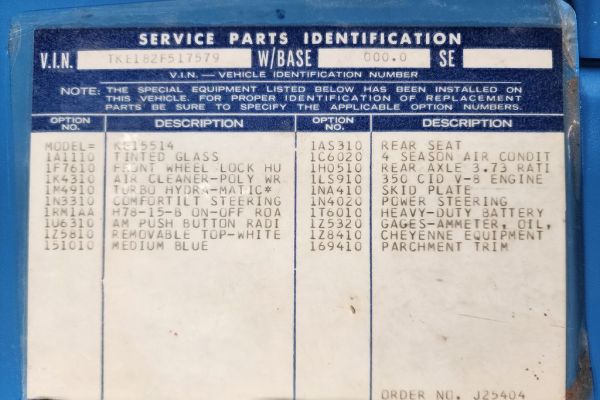 SERVICE PARTS IDENTIFICATION
V.I.N. TKE182F517579 W/BASE 000.0 SE
V.I.N. — VEHICLE IDENTIFICATION NUMBER
NOTE: THE SPECIAL EQUIPMENT LISTED BELOW HAS BEEN INSTALLED ON
THIS VEHICLE. FOR PROPER IDENTIFICATION OF REPLACEMENT
PARTS BE SURE TO SPECIFY THE APPLICABLE OPTION NUMBERS.
OPTION NO. DESCRIPTION OPTION NO. DESCRIPTION
MODEL= KE15514 1AS310 REAR SEAT
1A1110 TINTED GLASS 1C6020 4 SEASON AIR CONDIT
1F7610 FRONT WHEEL LOCK HU 1H0510 REAR AXLE 3.73 RATI
1K4310 AIR CLEANER-POLY WR 1LS910 350 CID V-8 ENGINE
1M4910 TURBO HYDRA-MATIC* 1NA410 SKID PLATE
1N3310 COMFORTILT STEERING 1N4020 POWER STEERING
1RM1AA H78-15-B ON-OFF ROA 1T6010 HEAVY-DUTY BATTERY
1U6310 AM PUSH BUTTON RADI 1Z5320 GAGES-AMMETER, OIL,
1Z5810 REMOVABLE TOP-WHITE 1Z8410 CHEYENNE EQUIPMENT
151010 MEDIUM BLUE 169410 PARCHMENT TRIM
ORDER NO. J25404